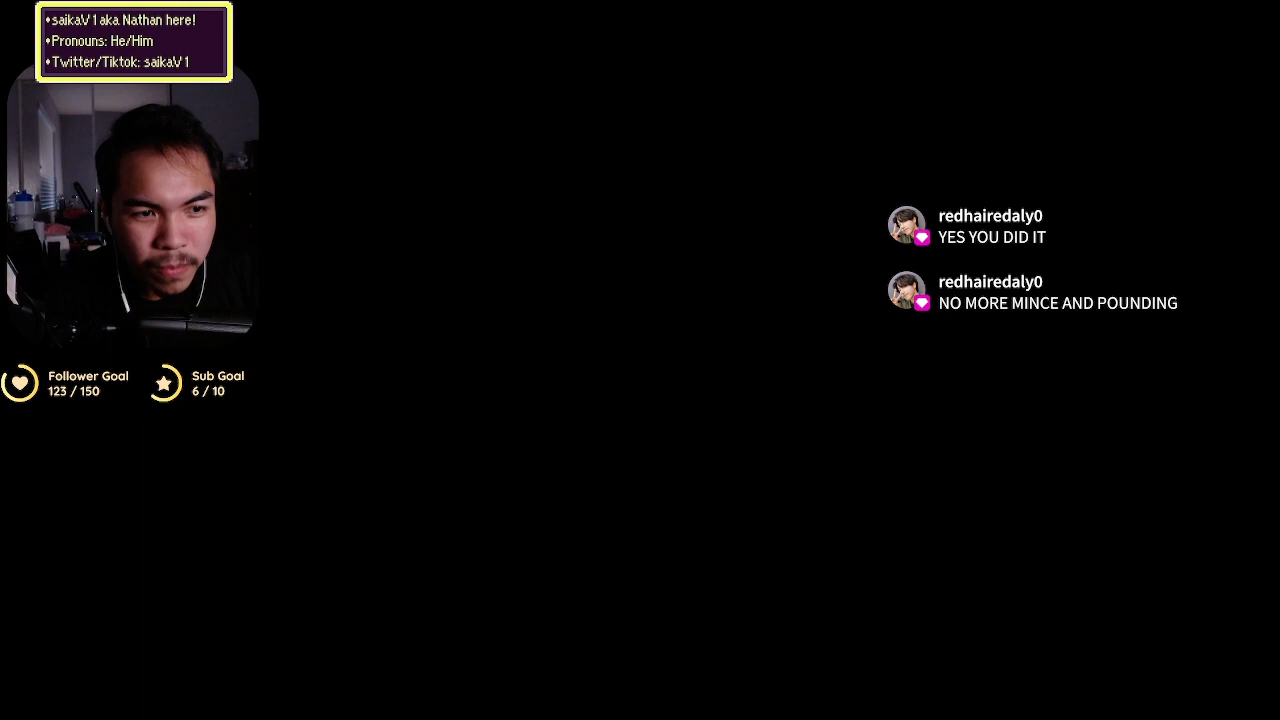 •saikaV1 aka Nathan here!
•Pronouns: He/Him
•Twitter/Tiktok: saikaV1
redhairedaly0
YES YOU DID IT
redhairedaly0
NO MORE MINCE AND POUNDING
Follower Goal
123 / 150
Sub Goal
6 / 10